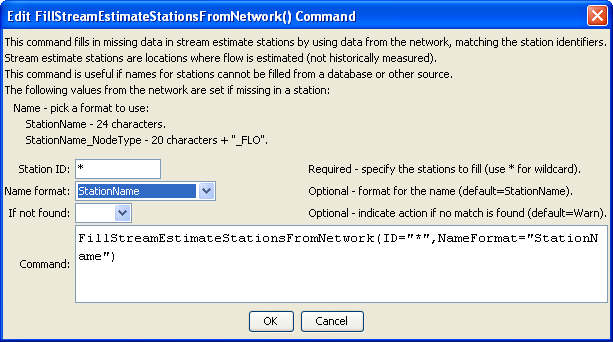 Edit FillStreamEstimateStationsFromNetwork() Command
This command fills in missing data in stream estimate stations by using data from the network, matching the station identifiers.
Stream estimate stations are locations where flow is estimated (not historically measured).
This command is useful if names for stations cannot be filled from a database or other source.
The following values from the network are set if missing in a station:
Name - pick a format to use:
StationName - 24 characters.
StationName_NodeType - 20 characters + "_FLO".
Station ID: * Required - specify the stations to fill (use * for wildcard).
Name format: StationName Optional - format for the name (default=StationName).
If not found: Optional - indicate action if no match is found (default=Warn).
Command: FillStreamEstimateStationsFromNetwork(ID="*",NameFormat="StationN
ame")
OK Cancel